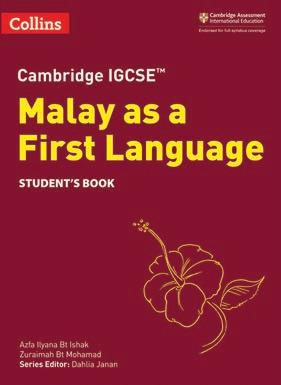 Collins
Cambridge Assessment
International Education
Endorsed for full syllabus coverage
Cambridge IGCSE™
Malay as a
First Language
STUDENT'S BOOK
Azfa Ilyana Bt Ishak
Zuraimah Bt Mohamad
Series Editor: Dahlia Janan